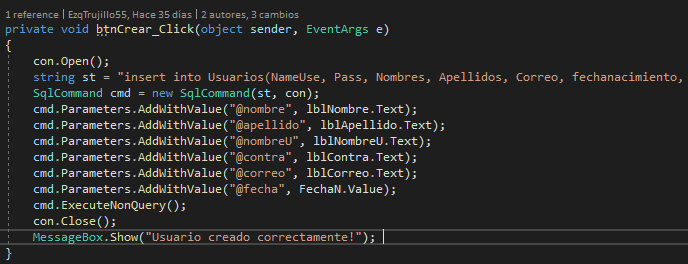 1 reference | EzqTrujillo55, Hace 35 días | 2 autores, 3 cambios
private void btnCrear_Click(object sender, EventArgs e)
{
con.Open();
string st = "insert into Usuarios(NameUse, Pass, Nombres, Apellidos, Correo, fechanacimiento,
SqlCommand cmd = new SqlCommand(st, con);
cmd.Parameters.AddWithValue("@nombre", lblNombre.Text);
cmd.Parameters.AddWithValue("@apellido", lblApellido.Text);
cmd.Parameters.AddWithValue("@nombreU", lblNombreU.Text);
cmd.Parameters.AddWithValue("@contra", lblContra.Text);
cmd.Parameters.AddWithValue("@correo", lblCorreo.Text);
cmd.Parameters.AddWithValue("@fecha", FechaN.Value);
cmd.ExecuteNonQuery();
con.Close();
MessageBox.Show("Usuario creado correctamente!");
}